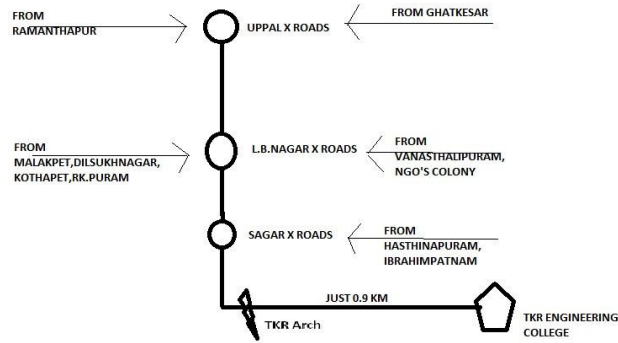 FROM
RAMANTHAPUR
UPPAL X ROADS
FROM GHATKESAR
FROM
MALAKPET,DILSUKHNAGAR,
KOTHAPET,RK.PURAM
L.B.NAGAR X ROADS
FROM
VANASTHALIPURAM,
NGO'S COLONY
SAGAR X ROADS
FROM
HASTHINAPURAM,
IBRAHIMPATNAM
JUST 0.9 KM
TKR Arch
TKR ENGINEERING
COLLEGE